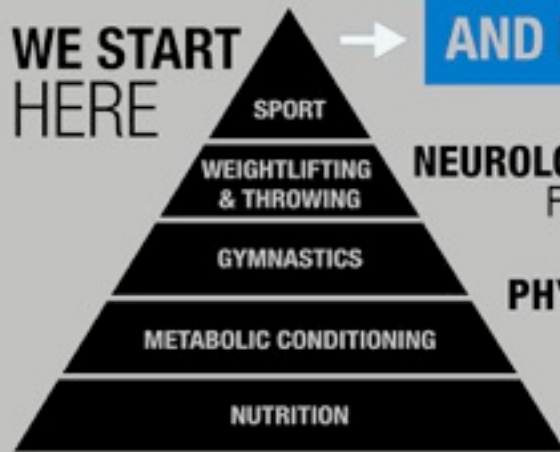 WE START
HERE
AND
SPORT
WEIGHTLIFTING
& THROWING
GYMNASTICS
METABOLIC CONDITIONING
NUTRITION